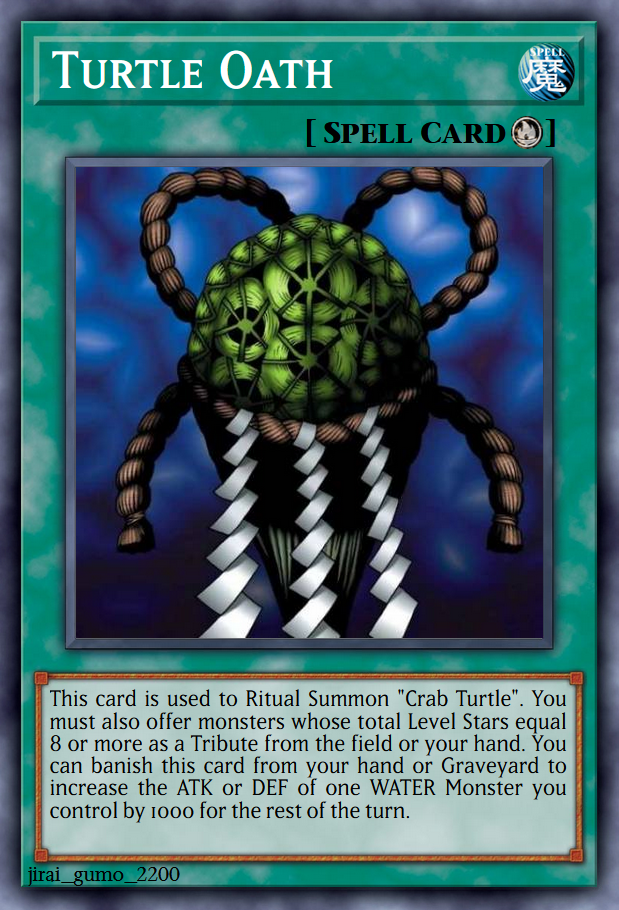 Turtle Oath
SPELL
魔
[ Spell Card ]
This card is used to Ritual Summon "Crab Turtle". You
must also offer monsters whose total Level Stars equal
8 or more as a Tribute from the field or your hand. You
can banish this card from your hand or Graveyard to
increase the ATK or DEF of one WATER Monster you
control by 1000 for the rest of the turn.
jirai_gumo_2200